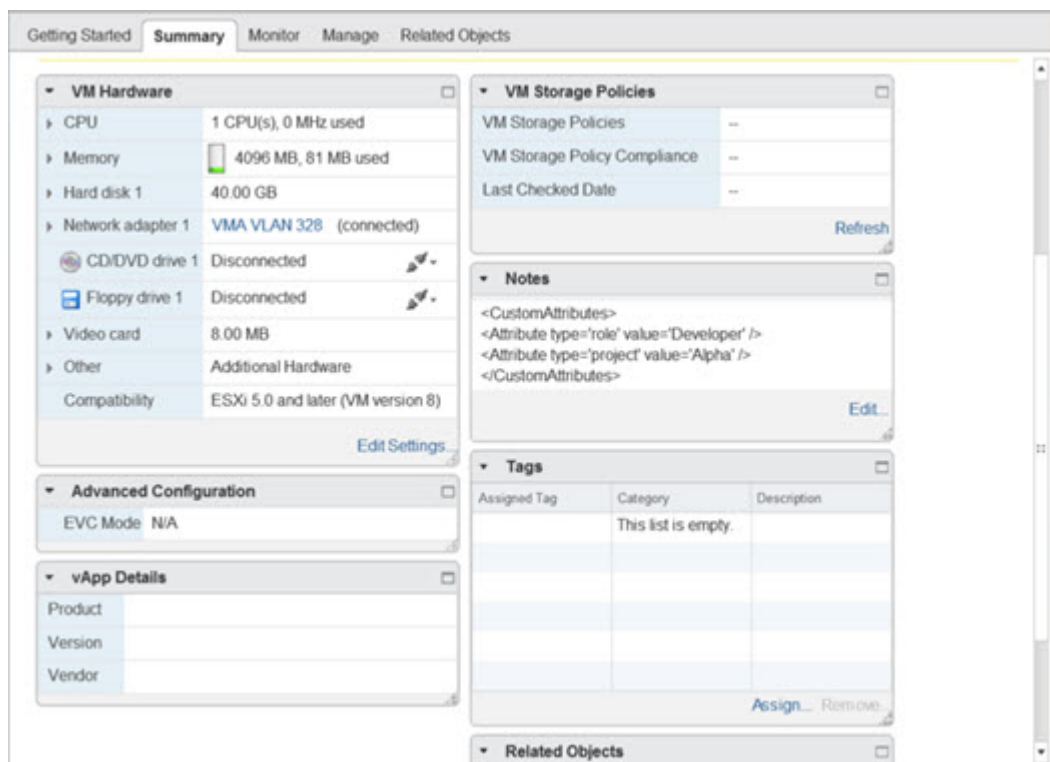 Getting Started Summary Monitor Manage Related Objects
VM Hardware
CPU 1 CPU(s), 0 MHz used
Memory 4096 MB, 81 MB used
Hard disk 1 40.00 GB
Network adapter 1 VMA VLAN 328 (connected)
CD/DVD drive 1 Disconnected
Floppy drive 1 Disconnected
Video card 8.00 MB
Other Additional Hardware
Compatibility ESXi 5.0 and later (VM version 8)
Edit Settings...
Advanced Configuration
EVC Mode N/A
vApp Details
Product
Version
Vendor
VM Storage Policies
VM Storage Policies --
VM Storage Policy Compliance --
Last Checked Date --
Refresh
Notes
<CustomAttributes>
<Attribute type='role' value='Developer' />
<Attribute type='project' value='Alpha' />
</CustomAttributes>
Edit...
Tags
Assigned Tag Category Description
This list is empty.
Assign... Remove...
Related Objects